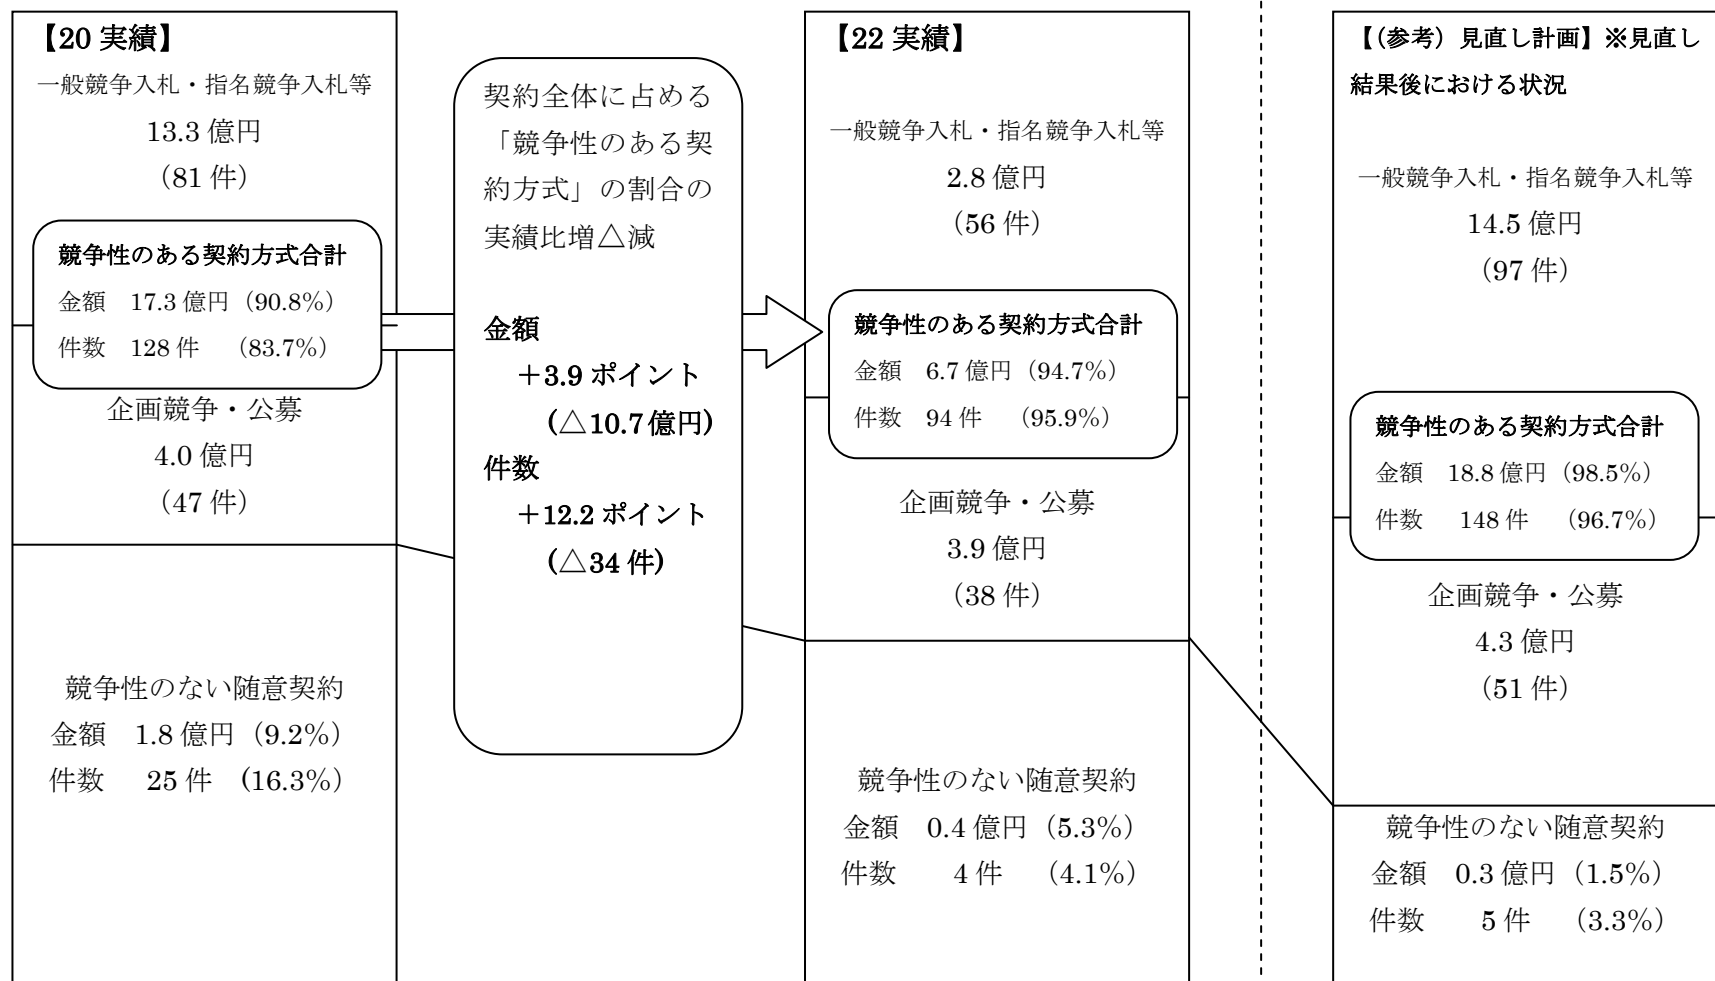 【20 実績】
一般競争入札・指名競争入札等
13.3 億円
（81 件）
競争性のある契約方式合計
金額　17.3 億円（90.8%）
件数　128 件　（83.7%）
企画競争・公募
4.0 億円
（47 件）
競争性のない随意契約
金額　1.8 億円（9.2%）
件数　25 件　(16.3%）
契約全体に占める
「競争性のある契
約方式」の割合の
実績比増△減
金額
＋3.9 ポイント
(△10.7 億円)
件数
＋12.2 ポイント
(△34 件)
【22 実績】
一般競争入札・指名競争入札等
2.8 億円
（56 件）
競争性のある契約方式合計
金額　6.7 億円（94.7%）
件数　94 件　（95.9%）
企画競争・公募
3.9 億円
（38 件）
競争性のない随意契約
金額　0.4 億円（5.3%）
件数　4 件　（4.1%）
【(参考）見直し計画】※見直し
結果後における状況
一般競争入札・指名競争入札等
14.5 億円
（97 件）
競争性のある契約方式合計
金額　18.8 億円（98.5%）
件数　148 件　（96.7%）
企画競争・公募
4.3 億円
（51 件）
競争性のない随意契約
金額　0.3 億円（1.5%）
件数　5 件　（3.3%）